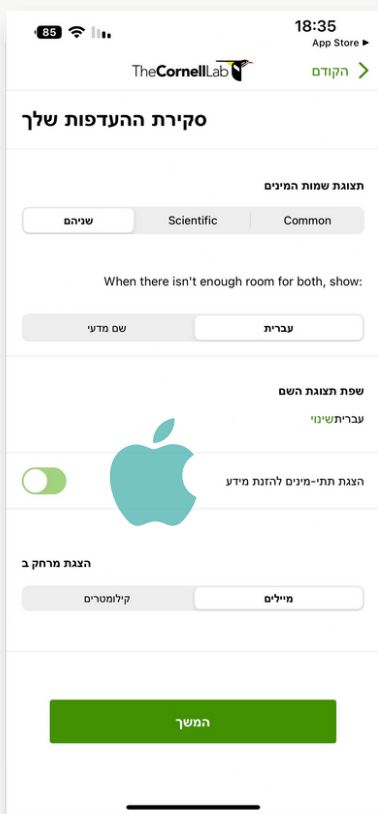 18:35
85
App Store
TheCornellLab
הקודם
סקירת ההעדפות שלך
תצוגת שמות המינים
Common
Scientific
שניהם
When there isn't enough room for both, show:
עברית
שם מדעי
שפת תצוגת השם
עבריתשינוי
הצגת תתי-מינים להזנת מידע
הצגת מרחק ב
מיילים
קילומטרים
המשך